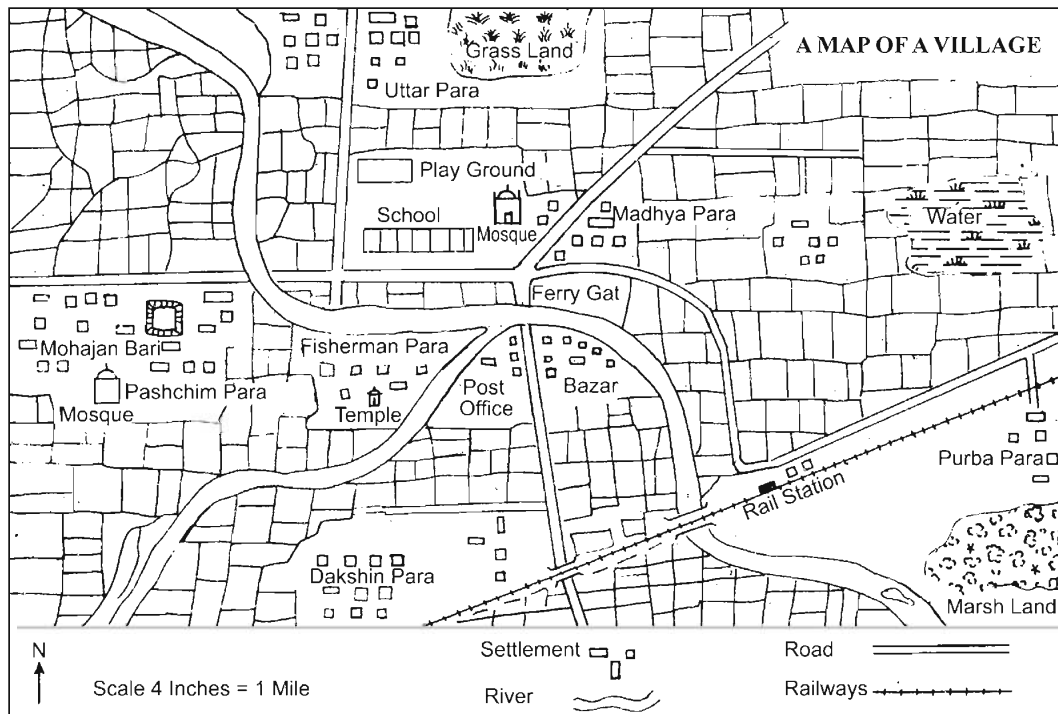 A MAP OF A VILLAGE
Grass Land
Uttar Para
Play Ground
School
Mosque
Madhya Para
Water
Ferry Gat
Mohajan Bari
Fisherman Para
Pashchim Para
Mosque
Temple
Post
Office
Bazar
Purba Para
Rail Station
Dakshin Para
Marsh Land
N
Scale 4 Inches = 1 Mile
Settlement
River
Road
Railways